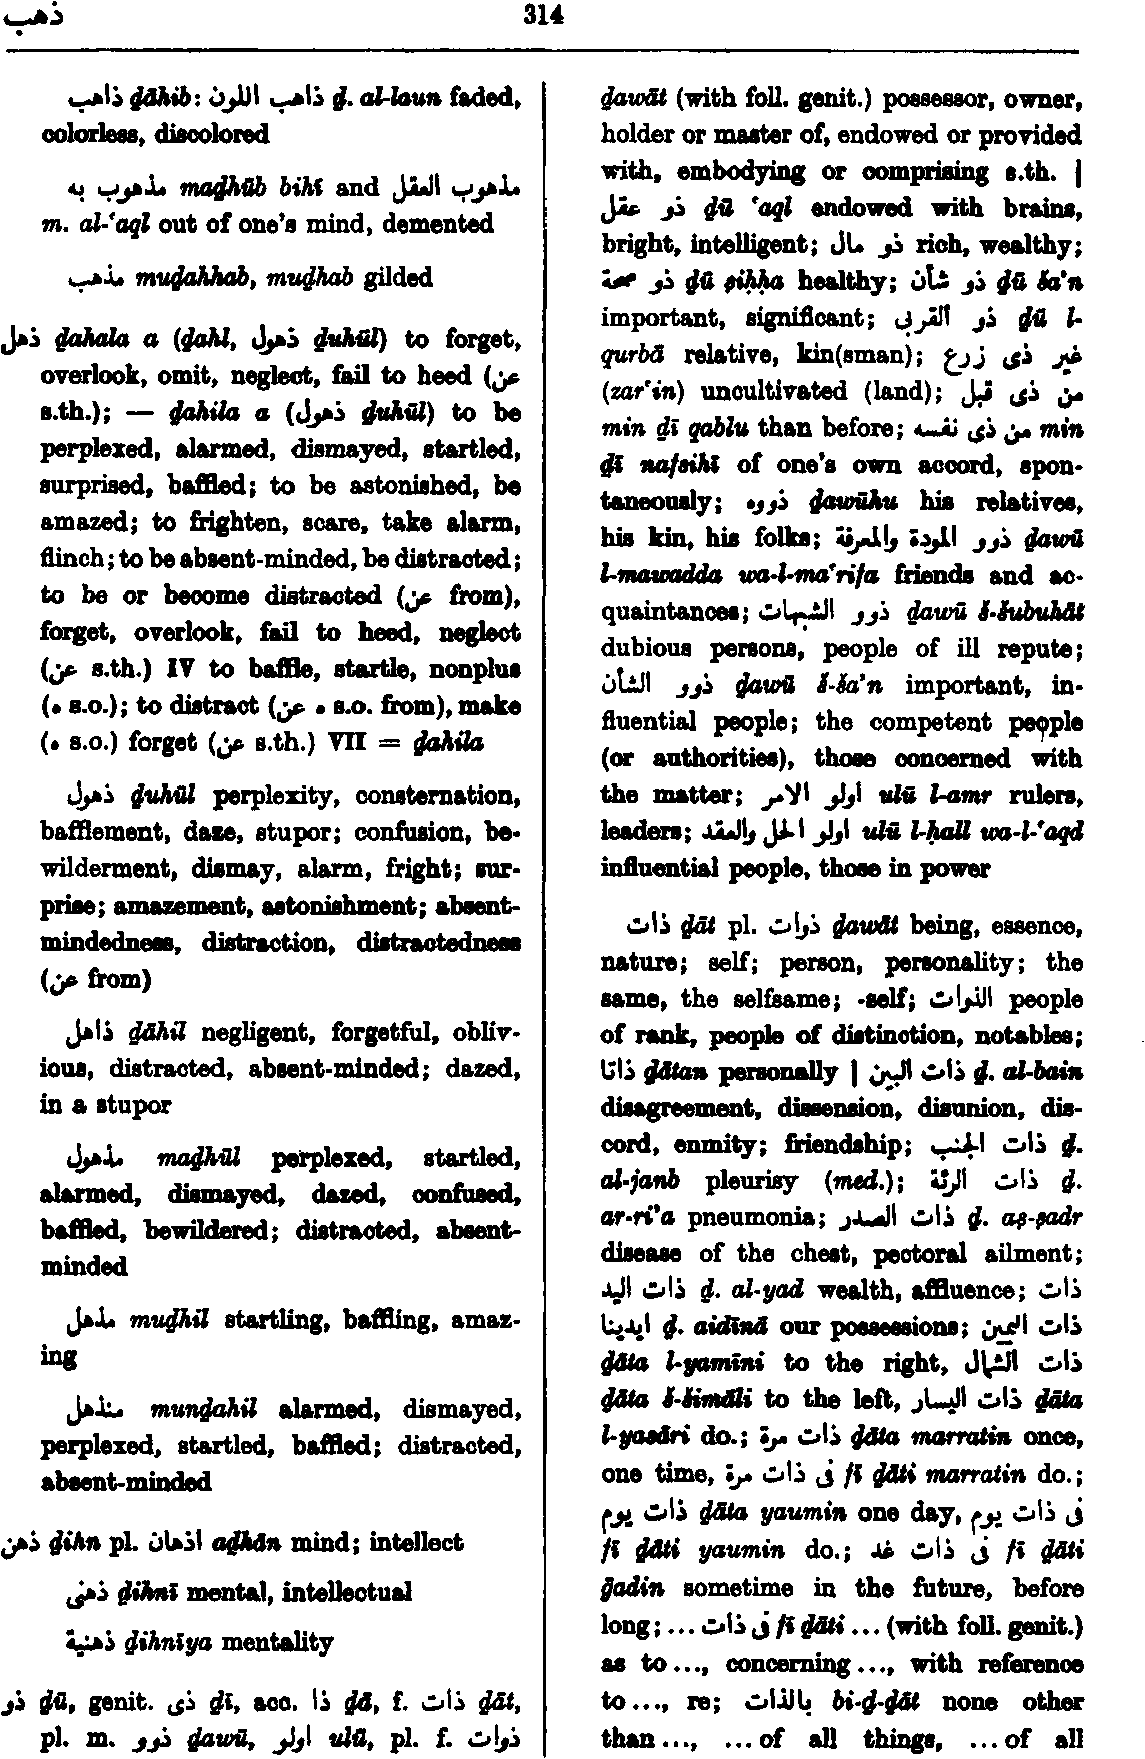 ذهب
314
ذاهب ḏāhib: ذاهب اللون ḏ. al-laun faded,
colorless, discolored
مذهوب به maḏhūb bihī and مذهوب العقل
m. al-ʿaql out of one's mind, demented
مذهب muḏahhab, muḏhab gilded
ذهل ḏahala a (ḏahl, ذهول ḏuhūl) to forget,
overlook, omit, neglect, fail to heed (عن
s.th.); — ḏahila a (ذهول ḏuhūl) to be
perplexed, alarmed, dismayed, startled,
surprised, baffled; to be astonished, be
amazed; to frighten, scare, take alarm,
flinch; to be absent-minded, be distracted;
to be or become distracted (عن from),
forget, overlook, fail to heed, neglect
(عن s.th.) IV to baffle, startle, nonplus
(ه s.o.); to distract (ه عن s.o. from), make
(ه s.o.) forget (عن s.th.) VII = ḏahila
ذهول ḏuhūl perplexity, consternation,
bafflement, daze, stupor; confusion, be-
wilderment, dismay, alarm, fright; sur-
prise; amazement, astonishment; absent-
mindedness, distraction, distractedness
(عن from)
ذاهل ḏāhil negligent, forgetful, obliv-
ious, distracted, absent-minded; dazed,
in a stupor
مذهول maḏhūl perplexed, startled,
alarmed, dismayed, dazed, confused,
baffled, bewildered; distracted, absent-
minded
مذهل muḏhil startling, baffling, amaz-
ing
منذهل munḏahil alarmed, dismayed,
perplexed, startled, baffled; distracted,
absent-minded
ذهن ḏihn pl. اذهان aḏhān mind; intellect
ذهنى ḏihnī mental, intellectual
ذهنية ḏihnīya mentality
ذو ḏū, genit. ذى ḏī, acc. ذا ḏā, f. ذات ḏāt,
pl. m. ذوو ḏawū, اولو ulū, pl. f. ذوات
ḏawāt (with foll. genit.) possessor, owner,
holder or master of, endowed or provided
with, embodying or comprising s.th. |
ذو عقل ḏū ʿaql endowed with brains,
bright, intelligent; ذو مال rich, wealthy;
ذو صحة ḏū ṣiḥḥa healthy; ذو شأن ḏū šaʾn
important, significant; ذو القربى ḏū l-
qurbā relative, kin(sman); غير ذى زرع
(zarʿin) uncultivated (land); من ذى قبل
min ḏī qablu than before; من ذى نفسه min
ḏī nafsihī of one's own accord, spon-
taneously; ذووه ḏawūhu his relatives,
his kin, his folks; ذوو المودة والمعرفة ḏawū
l-mawadda wa-l-maʿrifa friends and ac-
quaintances; ذوو الشبهات ḏawū š-šubuhāt
dubious persons, people of ill repute;
ذوو الشأن ḏawū š-šaʾn important, in-
fluential people; the competent people
(or authorities), those concerned with
the matter; اولو الامر ulū l-amr rulers,
leaders; اولو الحل والعقد ulū l-ḥall wa-l-ʿaqd
influential people, those in power
ذات ḏāt pl. ذوات ḏawāt being, essence,
nature; self; person, personality; the
same, the selfsame; -self; الذوات people
of rank, people of distinction, notables;
ذاتا ḏātan personally | ذات البين ḏ. al-bain
disagreement, dissension, disunion, dis-
cord, enmity; friendship; ذات الجنب ḏ.
al-janb pleurisy (med.); ذات الرئة ḏ.
ar-riʾa pneumonia; ذات الصدر ḏ. aṣ-ṣadr
disease of the chest, pectoral ailment;
ذات اليد ḏ. al-yad wealth, affluence; ذات
ايدينا ḏ. aidīnā our possessions; ذات اليمين
ḏāta l-yamīni to the right, ذات الشمال
ḏāta š-šimāli to the left, ذات اليسار ḏāta
l-yasāri do.; ذات مرة ḏāta marratin once,
one time, فى ذات مرة fī ḏāti marratin do.;
ذات يوم ḏāta yaumin one day, فى ذات يوم
fī ḏāti yaumin do.; فى ذات غد fī ḏāti
ḡadin sometime in the future, before
long; ... فى ذات fī ḏāti ... (with foll. genit.)
as to ..., concerning ..., with reference
to ..., re; بالذات bi-ḏ-ḏāt none other
than ..., ... of all things, ... of all